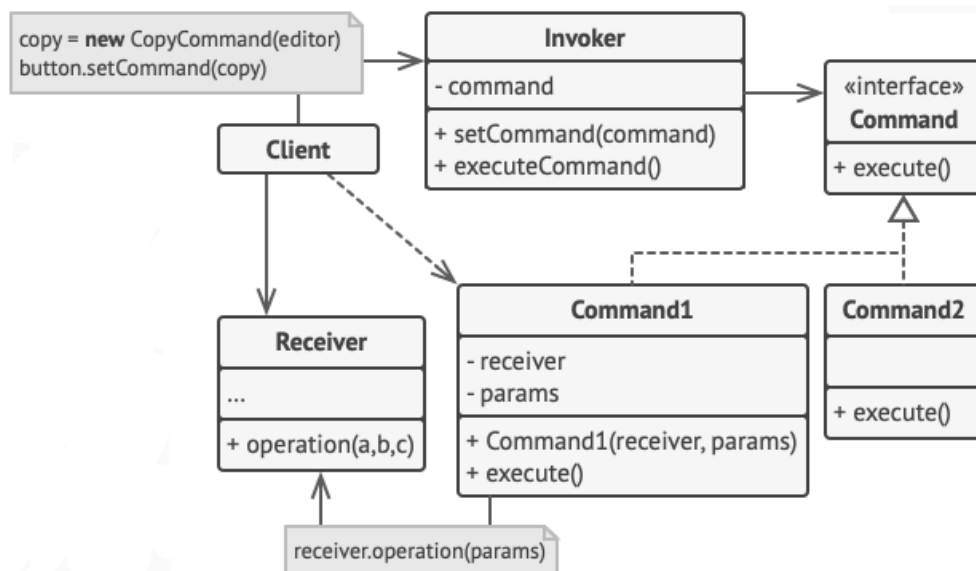 copy = new CopyCommand(editor)
button.setCommand(copy)
Invoker
- command
+ setCommand(command)
+ executeCommand()
«interface»
Command
+ execute()
Client
Receiver
...
+ operation(a,b,c)
Command1
- receiver
- params
+ Command1(receiver, params)
+ execute()
Command2
+ execute()
receiver.operation(params)